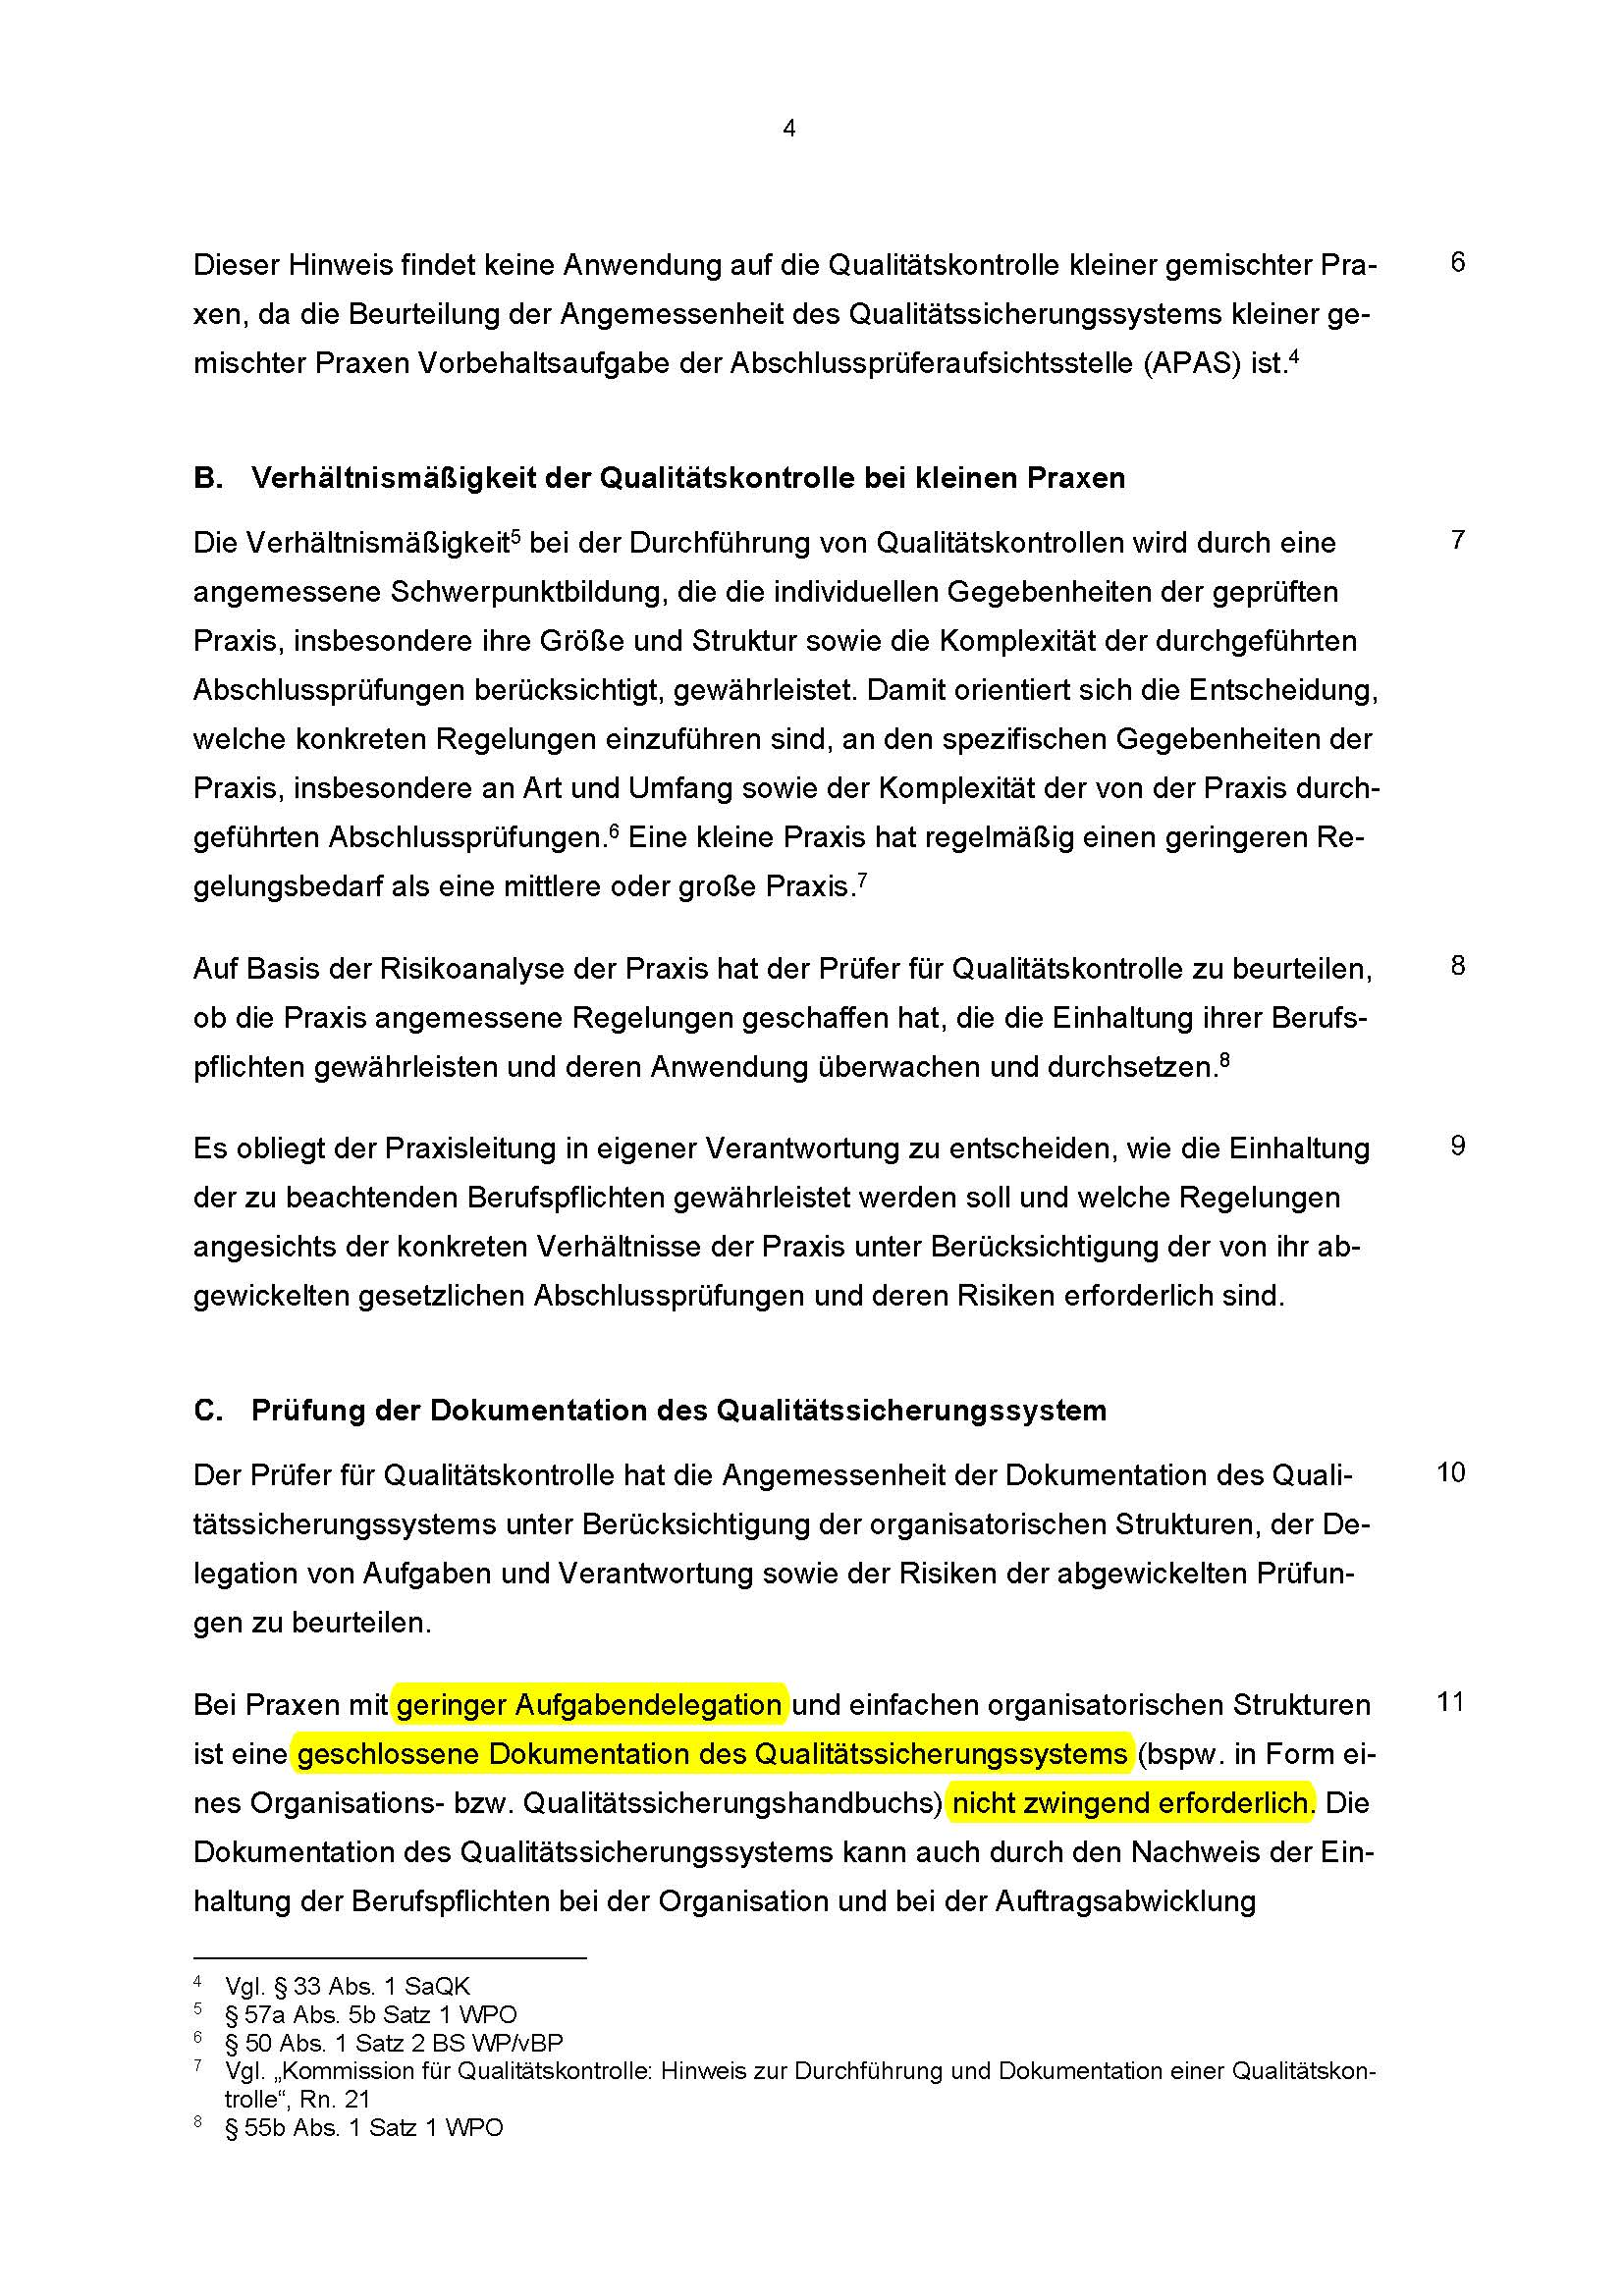 4
Dieser Hinweis findet keine Anwendung auf die Qualitätskontrolle kleiner gemischter Pra- 6
xen, da die Beurteilung der Angemessenheit des Qualitätssicherungssystems kleiner ge-
mischter Praxen Vorbehaltsaufgabe der Abschlussprüferaufsichtsstelle (APAS) ist.4
B. Verhältnismäßigkeit der Qualitätskontrolle bei kleinen Praxen
Die Verhältnismäßigkeit5 bei der Durchführung von Qualitätskontrollen wird durch eine 7
angemessene Schwerpunktbildung, die die individuellen Gegebenheiten der geprüften
Praxis, insbesondere ihre Größe und Struktur sowie die Komplexität der durchgeführten
Abschlussprüfungen berücksichtigt, gewährleistet. Damit orientiert sich die Entscheidung,
welche konkreten Regelungen einzuführen sind, an den spezifischen Gegebenheiten der
Praxis, insbesondere an Art und Umfang sowie der Komplexität der von der Praxis durch-
geführten Abschlussprüfungen.6 Eine kleine Praxis hat regelmäßig einen geringeren Re-
gelungsbedarf als eine mittlere oder große Praxis.7
Auf Basis der Risikoanalyse der Praxis hat der Prüfer für Qualitätskontrolle zu beurteilen, 8
ob die Praxis angemessene Regelungen geschaffen hat, die die Einhaltung ihrer Berufs-
pflichten gewährleisten und deren Anwendung überwachen und durchsetzen.8
Es obliegt der Praxisleitung in eigener Verantwortung zu entscheiden, wie die Einhaltung 9
der zu beachtenden Berufspflichten gewährleistet werden soll und welche Regelungen
angesichts der konkreten Verhältnisse der Praxis unter Berücksichtigung der von ihr ab-
gewickelten gesetzlichen Abschlussprüfungen und deren Risiken erforderlich sind.
C. Prüfung der Dokumentation des Qualitätssicherungssystem
Der Prüfer für Qualitätskontrolle hat die Angemessenheit der Dokumentation des Quali- 10
tätssicherungssystems unter Berücksichtigung der organisatorischen Strukturen, der De-
legation von Aufgaben und Verantwortung sowie der Risiken der abgewickelten Prüfun-
gen zu beurteilen.
Bei Praxen mit geringer Aufgabendelegation und einfachen organisatorischen Strukturen 11
ist eine geschlossene Dokumentation des Qualitätssicherungssystems (bspw. in Form ei-
nes Organisations- bzw. Qualitätssicherungshandbuchs) nicht zwingend erforderlich. Die
Dokumentation des Qualitätssicherungssystems kann auch durch den Nachweis der Ein-
haltung der Berufspflichten bei der Organisation und bei der Auftragsabwicklung
4 Vgl. § 33 Abs. 1 SaQK
5 § 57a Abs. 5b Satz 1 WPO
6 § 50 Abs. 1 Satz 2 BS WP/vBP
7 Vgl. „Kommission für Qualitätskontrolle: Hinweis zur Durchführung und Dokumentation einer Qualitätskon-
trolle“, Rn. 21
8 § 55b Abs. 1 Satz 1 WPO